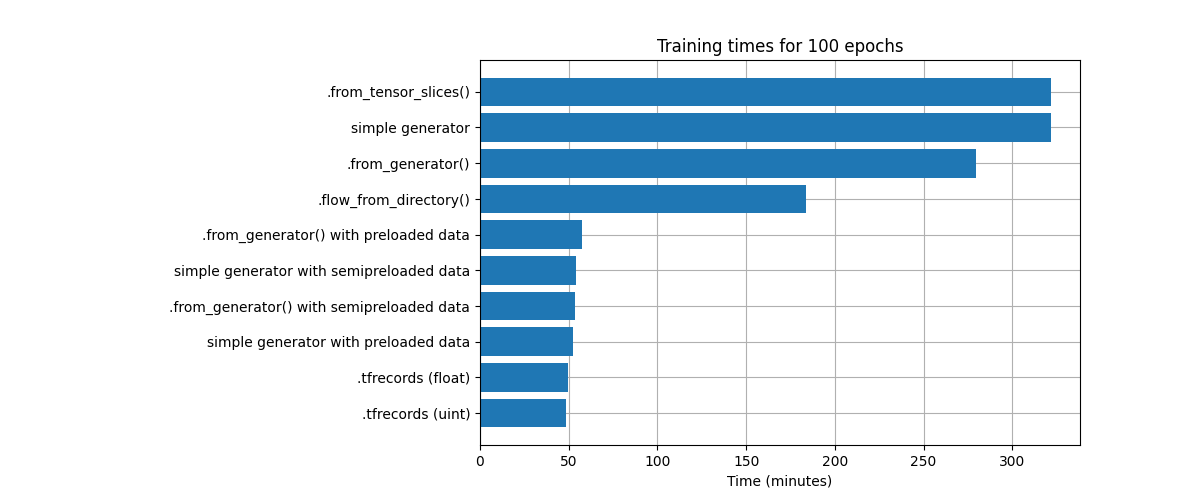 Training times for 100 epochs
.from_tensor_slices()
simple generator
.from_generator()
.flow_from_directory()
.from_generator() with preloaded data
simple generator with semipreloaded data
.from_generator() with semipreloaded data
simple generator with preloaded data
.tfrecords (float)
.tfrecords (uint)
0 50 100 150 200 250 300
Time (minutes)